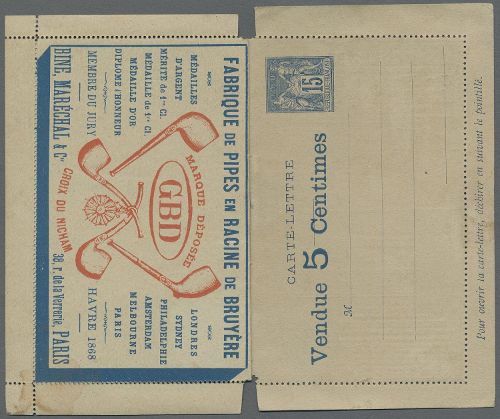 FABRIQUE DE PIPES EN RACINE DE BRUYÈRE
MÉDAILLES
D'ARGENT
MÉRITE de 1re Cl.
MÉDAILLE de 1re Cl.
MÉDAILLE D'OR
DIPLOME d'HONNEUR
MEMBRE DU JURY
MARQUE DÉPOSÉE
GBD
CROIX DU NICHAM
LONDRES
SYDNEY
PHILADELPHIE
AMSTERDAM
MELBOURNE
PARIS
HAVRE 1868
BINE, MARÉCHAL & Cie
38, r. de la Verrerie, PARIS
15
CARTE-LETTRE
Vendue 5 Centimes
M
Pour ouvrir la carte-lettre, déchirer en suivant le pointillé.